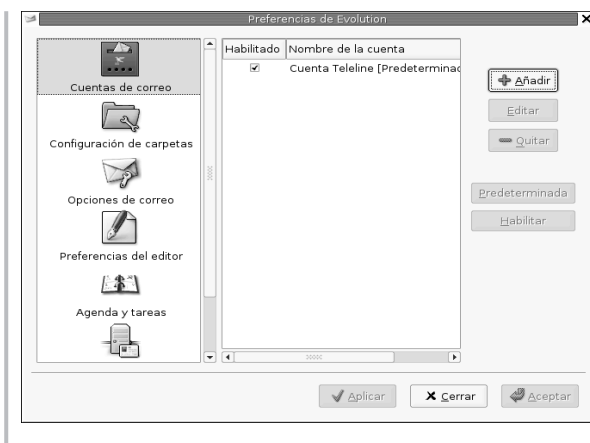 Preferencias de Evolution
Cuentas de correo
Configuración de carpetas
Opciones de correo
Preferencias del editor
Agenda y tareas
Habilitado Nombre de la cuenta
Cuenta Teleline [Predeterminad
Añadir
Editar
Quitar
Predeterminada
Habilitar
Aplicar
Cerrar
Aceptar